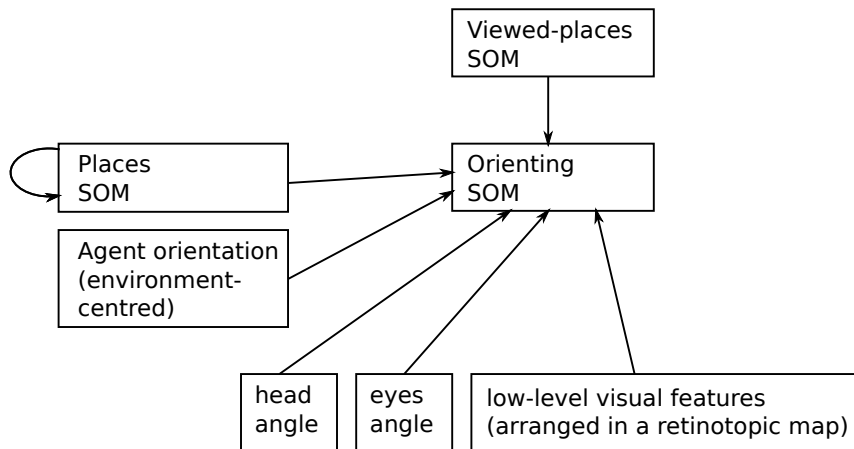 Viewed-places
SOM
Places
SOM
Orienting
SOM
Agent orientation
(environment-
centred)
head
angle
eyes
angle
low-level visual features
(arranged in a retinotopic map)